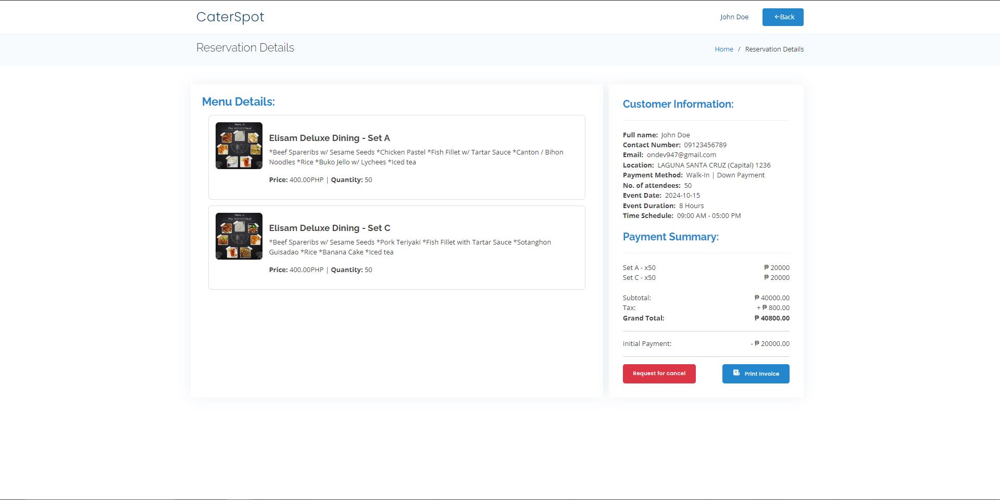 CaterSpot
John Doe
←Back
Reservation Details
Home / Reservation Details
Menu Details:
Menu A
Elisam Deluxe Dining - Set A
*Beef Spareribs w/ Sesame Seeds *Chicken Pastel *Fish Fillet w/ Tartar Sauce *Canton / Bihon
Noodles *Rice *Buko Jello w/ Lychees *Iced tea
Price: 400.00PHP | Quantity: 50
Menu C
Elisam Deluxe Dining - Set C
*Beef Spareribs w/ Sesame Seeds *Pork Teriyaki *Fish Fillet with Tartar Sauce *Sotanghon
Guisadao *Rice *Banana Cake *Iced tea
Price: 400.00PHP | Quantity: 50
Customer Information:
Full name: John Doe
Contact Number: 09123456789
Email: ondev947@gmail.com
Location: LAGUNA SANTA CRUZ (Capital) 1236
Payment Method: Walk-In | Down Payment
No. of attendees: 50
Event Date: 2024-10-15
Event Duration: 8 Hours
Time Schedule: 09:00 AM - 05:00 PM
Payment Summary:
Set A - x50 ₱ 20000
Set C - x50 ₱ 20000
Subtotal: ₱ 40000.00
Tax: + ₱ 800.00
Grand Total: ₱ 40800.00
Initial Payment: - ₱ 20000.00
Request for cancel
Print Invoice